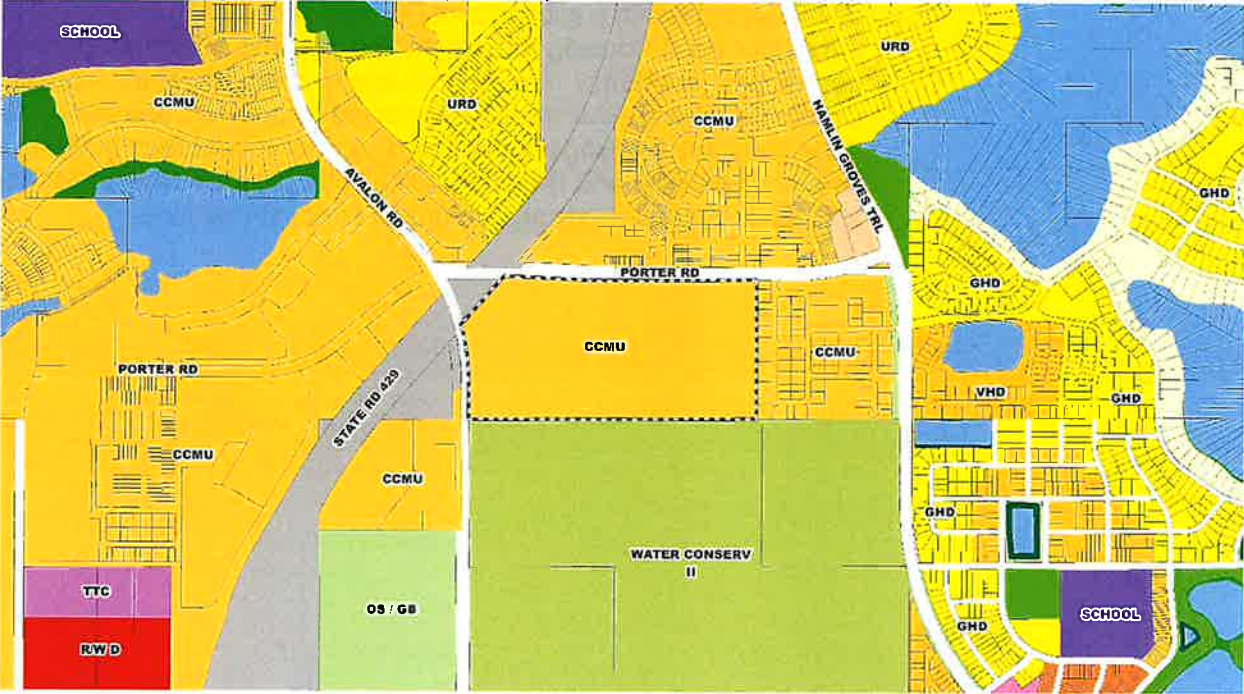 SCHOOL
URD
CCMU
URD
CCMU
HAMLIN GROVES TRL
AVALON RD
GHD
PORTER RD
GHD
CCMU
CCMU
PORTER RD
STATE RD 429
VHD
GHD
CCMU
CCMU
GHD
WATER CONSERV
II
TTC
OS / GB
SCHOOL
GHD
R/W D